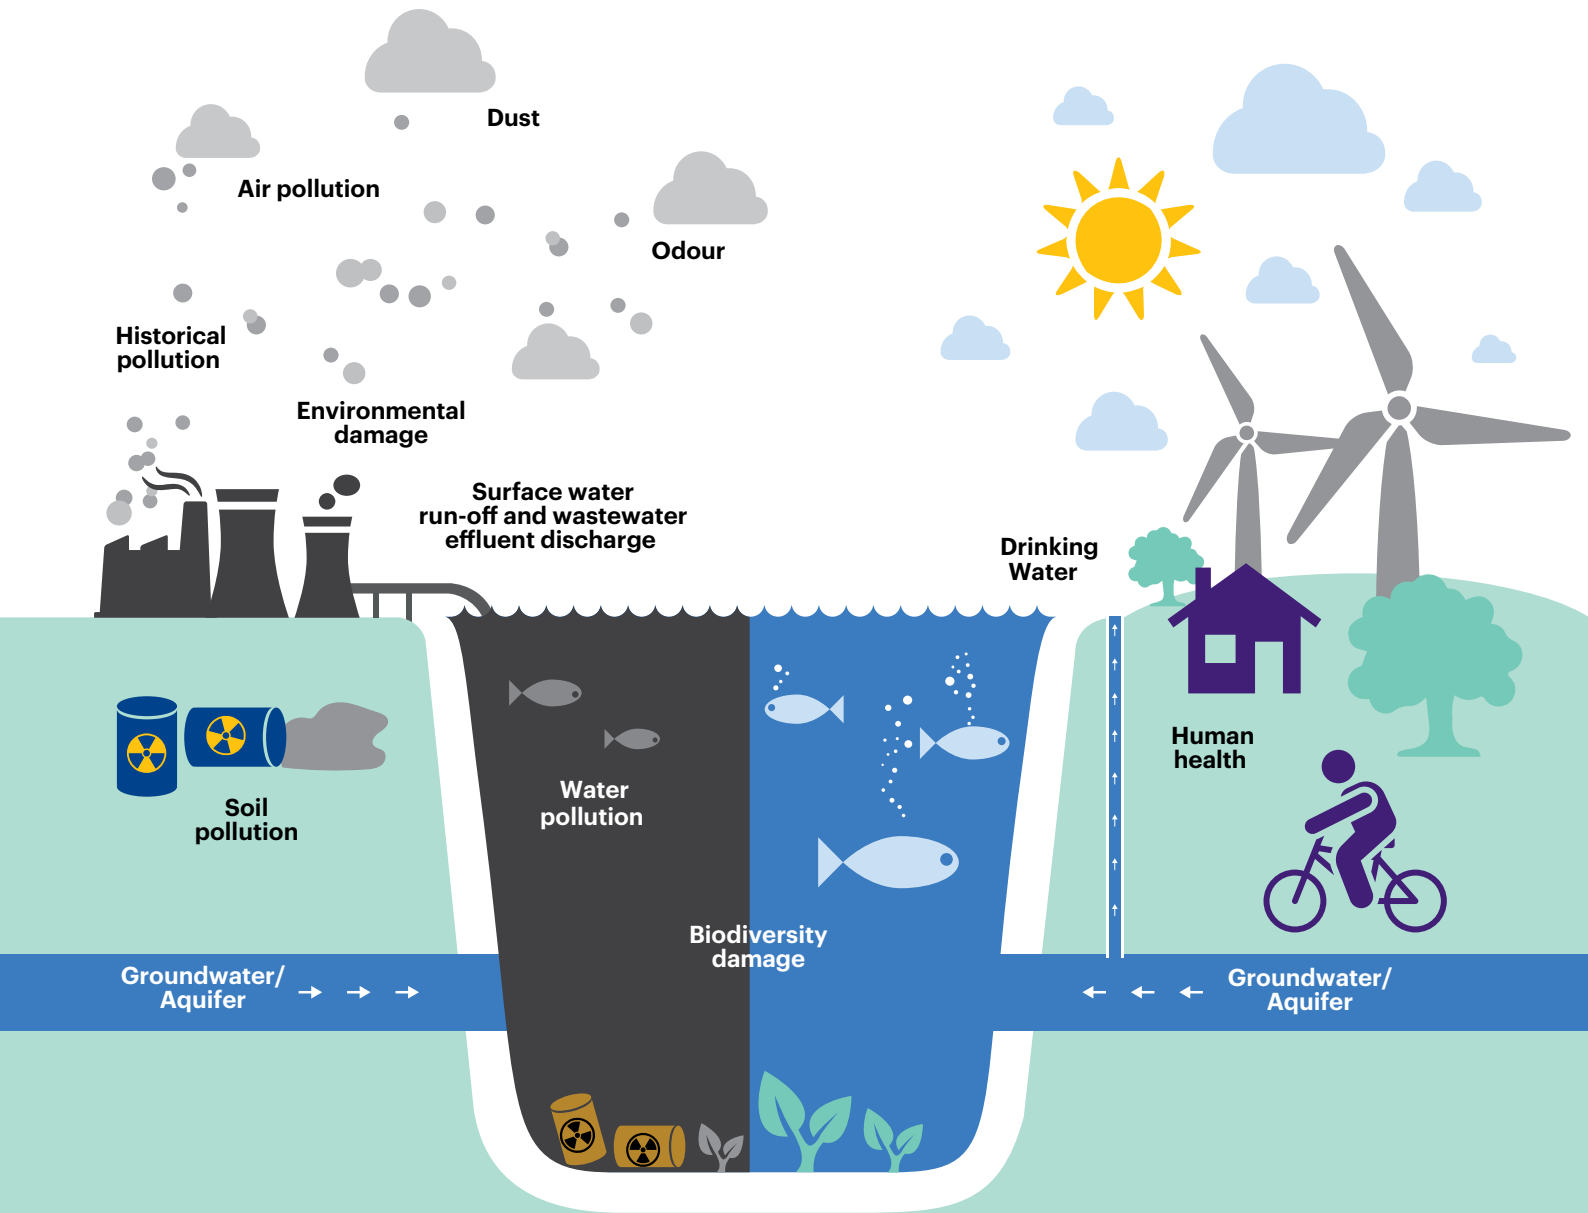 Dust
Air pollution
Odour
Historical
pollution
Environmental
damage
Surface water
run-off and wastewater
effluent discharge
Drinking
Water
Human
health
Soil
pollution
Water
pollution
Biodiversity
damage
Groundwater/
Aquifer
Groundwater/
Aquifer